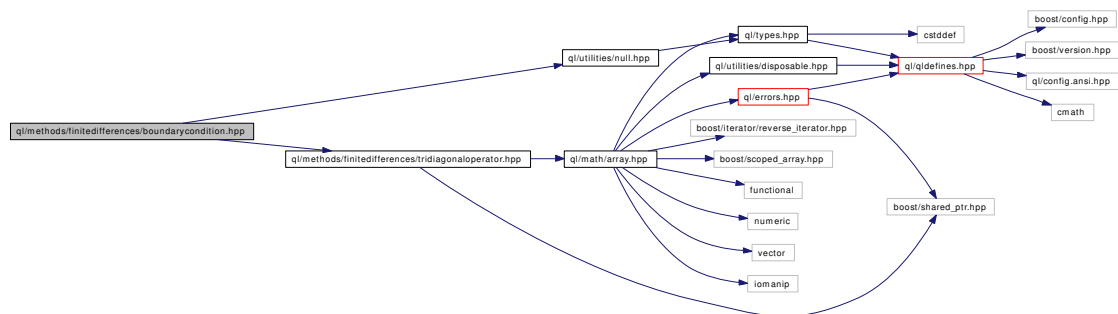 boost/config.hpp
ql/types.hpp
cstddef
boost/version.hpp
ql/utilities/null.hpp
ql/utilities/disposable.hpp
ql/qldefines.hpp
ql/config.ansi.hpp
ql/errors.hpp
cmath
ql/methods/finitedifferences/boundarycondition.hpp
boost/iterator/reverse_iterator.hpp
ql/methods/finitedifferences/tridiagonaloperator.hpp
ql/math/array.hpp
boost/scoped_array.hpp
functional
boost/shared_ptr.hpp
numeric
vector
iomanip